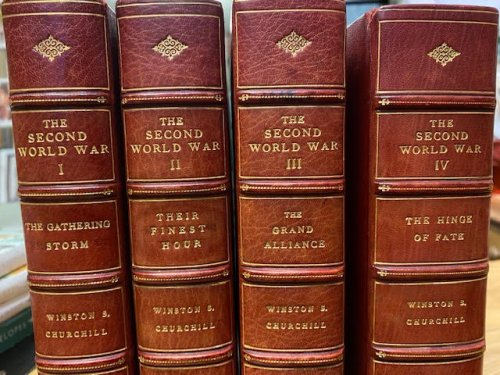 THE
SECOND
WORLD WAR
I
THE GATHERING
STORM
WINSTON S.
CHURCHILL
THE
SECOND
WORLD WAR
II
THEIR
FINEST
HOUR
WINSTON S.
CHURCHILL
THE
SECOND
WORLD WAR
III
THE
GRAND
ALLIANCE
WINSTON S.
CHURCHILL
THE
SECOND
WORLD WAR
IV
THE HINGE
OF FATE
WINSTON S.
CHURCHILL